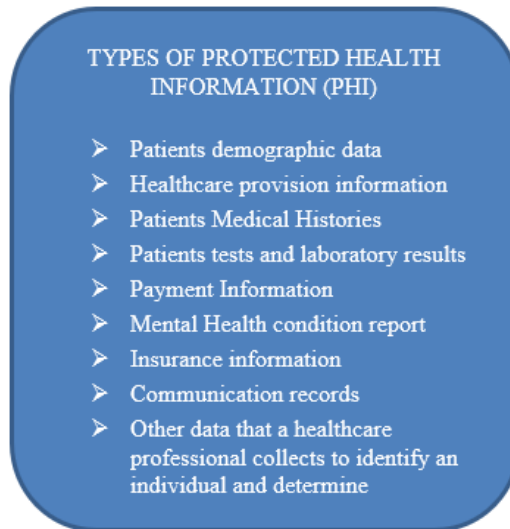 TYPES OF PROTECTED HEALTH
INFORMATION (PHI)
➢ Patients demographic data
➢ Healthcare provision information
➢ Patients Medical Histories
➢ Patients tests and laboratory results
➢ Payment Information
➢ Mental Health condition report
➢ Insurance information
➢ Communication records
➢ Other data that a healthcare
professional collects to identify an
individual and determine